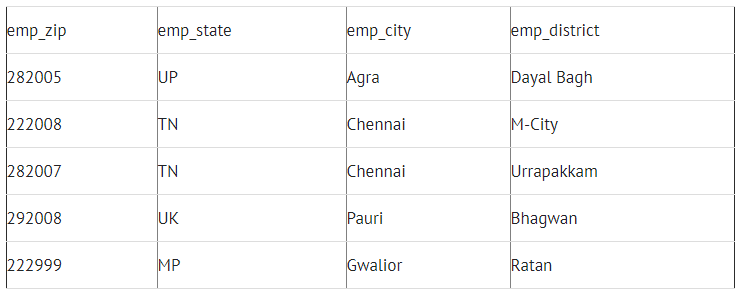 emp_zip emp_state emp_city emp_district
282005 UP Agra Dayal Bagh
222008 TN Chennai M-City
282007 TN Chennai Urrapakkam
292008 UK Pauri Bhagwan
222999 MP Gwalior Ratan